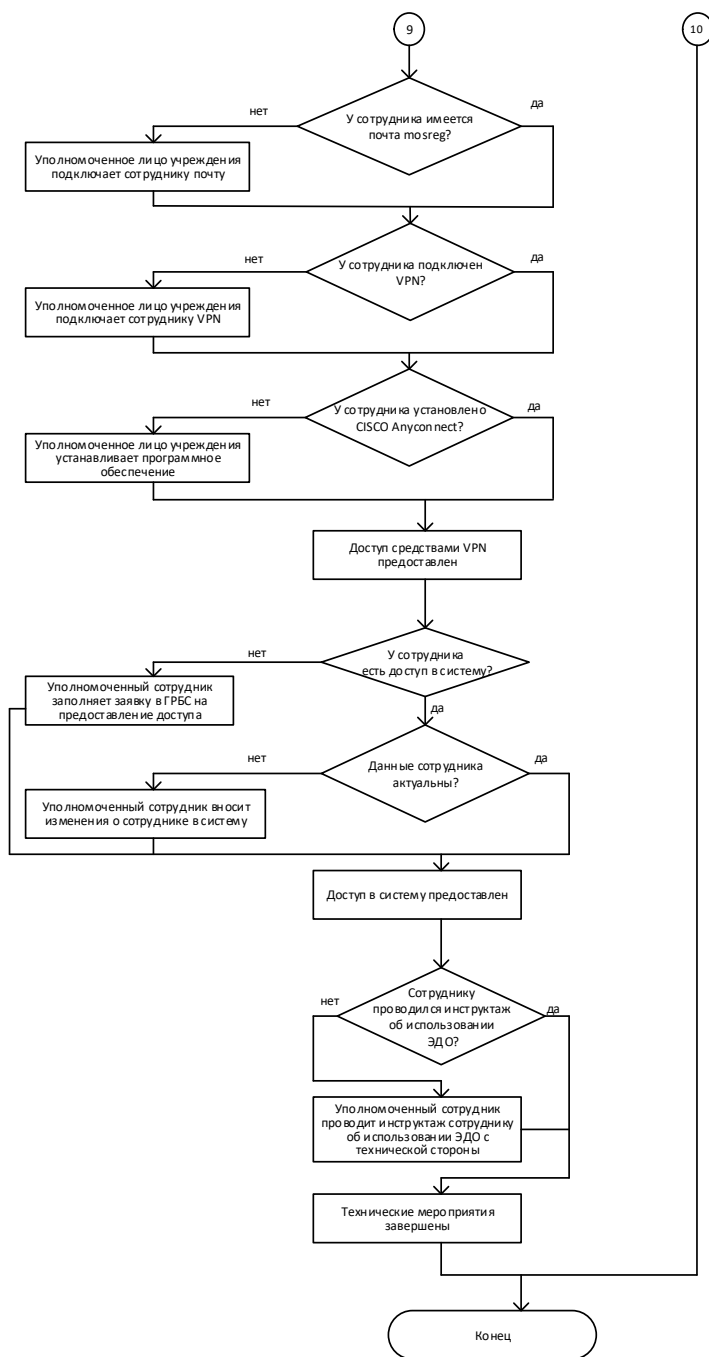 9
10
У сотрудника имеется
почта mosreg?
нет
да
Уполномоченное лицо учреждения
подключает сотруднику почту
У сотрудника подключен
VPN?
нет
да
Уполномоченное лицо учреждения
подключает сотруднику VPN
У сотрудника установлено
CISCO Anyconnect?
нет
да
Уполномоченное лицо учреждения
устанавливает программное
обеспечение
Доступ средствами VPN
предоставлен
У сотрудника
есть доступ в систему?
нет
да
Уполномоченный сотрудник
заполняет заявку в ГРБС на
предоставление доступа
Данные сотрудника
актуальны?
нет
да
Уполномоченный сотрудник вносит
изменения о сотруднике в систему
Доступ в систему предоставлен
Сотруднику
проводился инструктаж
об использовании
ЭДО?
нет
да
Уполномоченный сотрудник
проводит инструктаж сотруднику
об использовании ЭДО с
технической стороны
Технические мероприятия
завершены
Конец